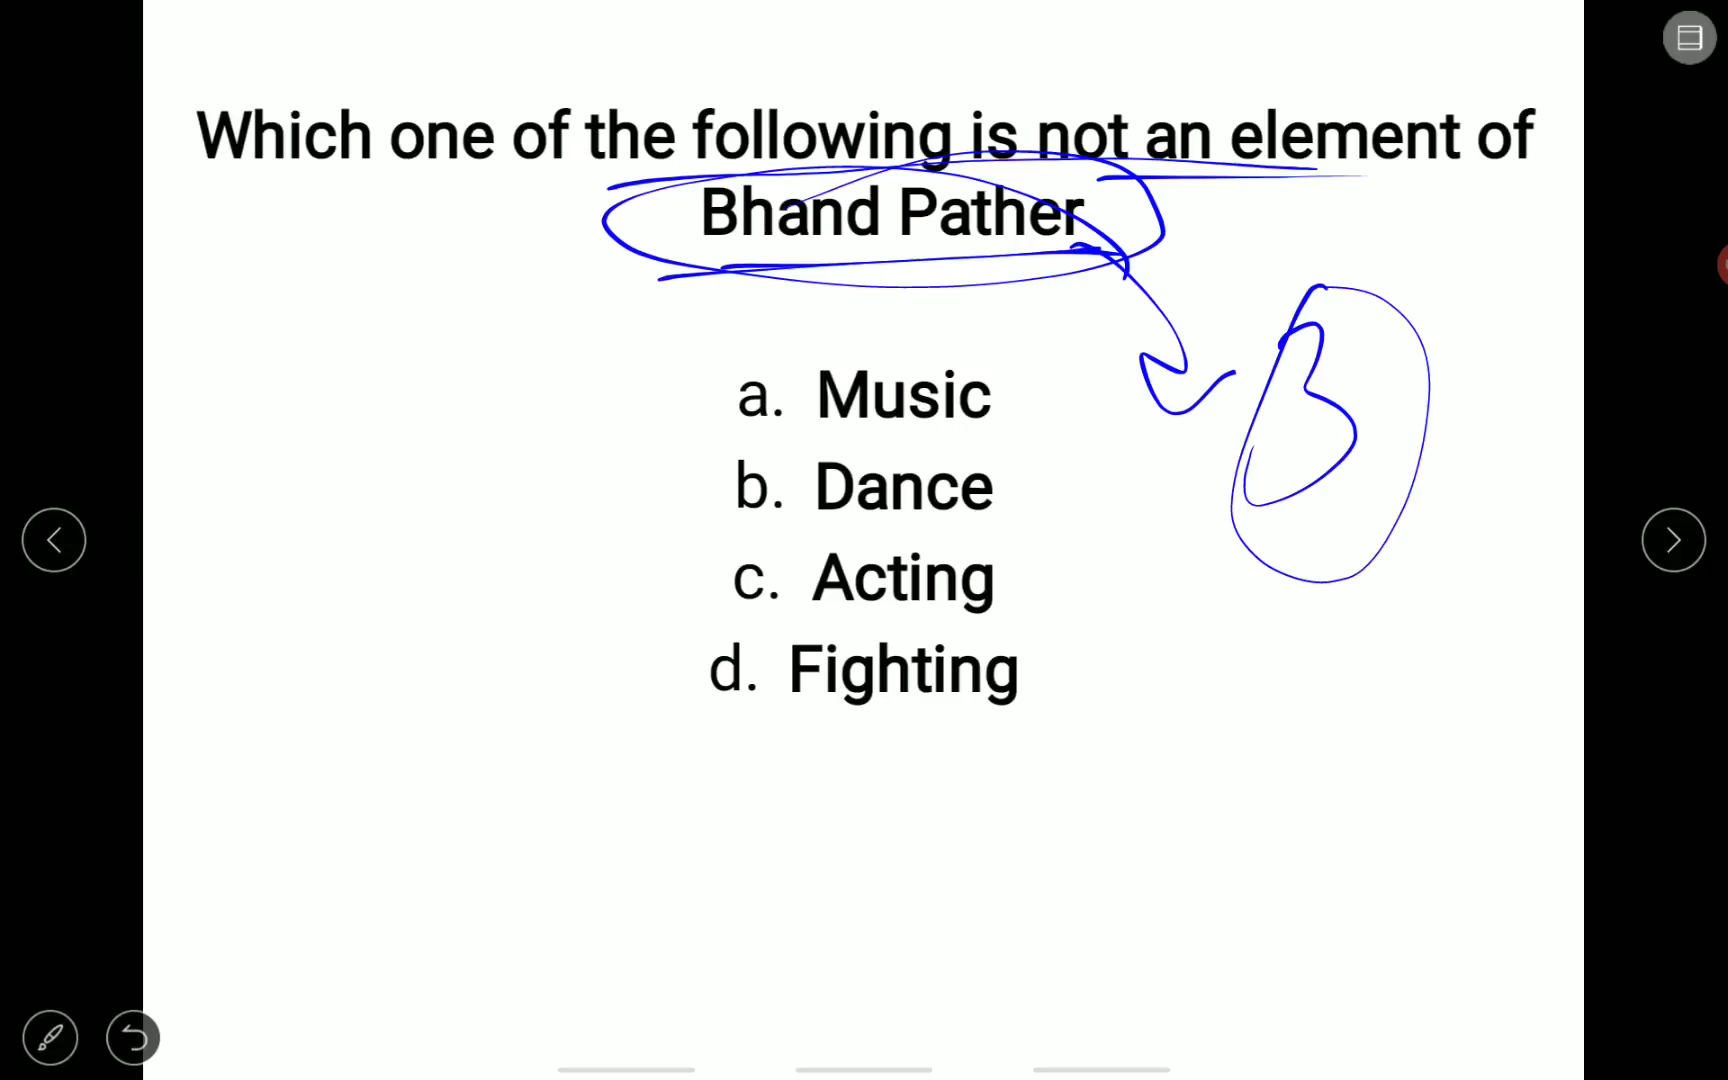 Which one of the following is not an element of
Bhand Pather
B
a. Music
b. Dance
c. Acting
d. Fighting